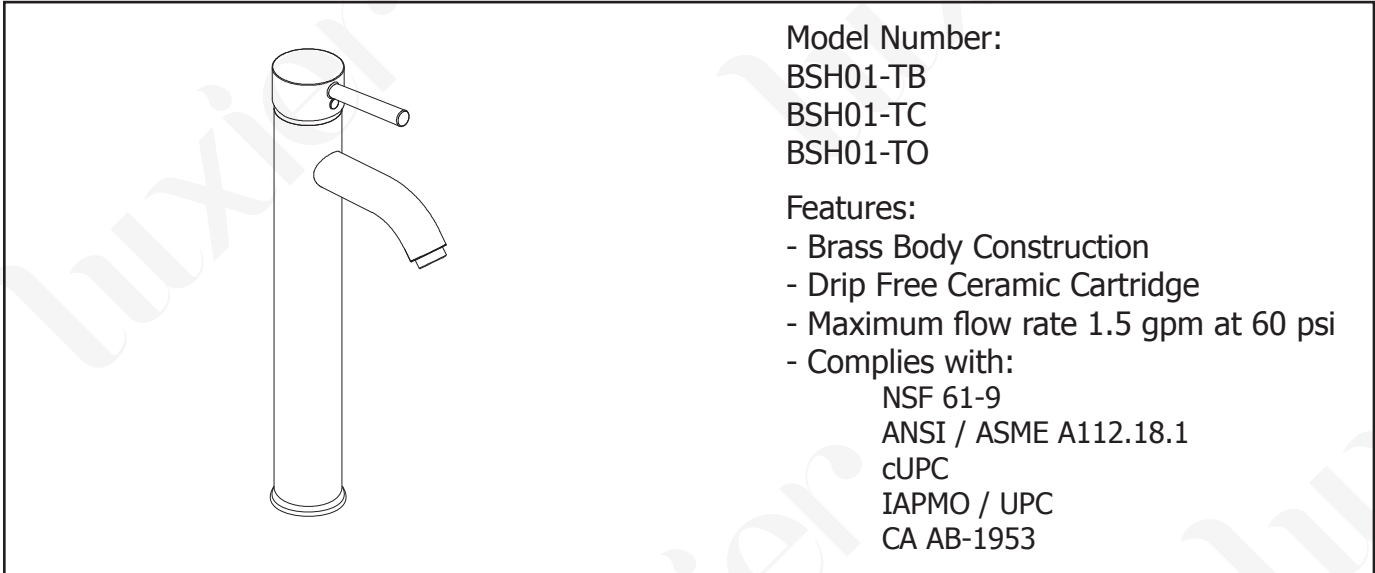 Model Number:
BSH01-TB
BSH01-TC
BSH01-TO
Features:
- Brass Body Construction
- Drip Free Ceramic Cartridge
- Maximum flow rate 1.5 gpm at 60 psi
- Complies with:
NSF 61-9
ANSI / ASME A112.18.1
cUPC
IAPMO / UPC
CA AB-1953
luxier
luxier